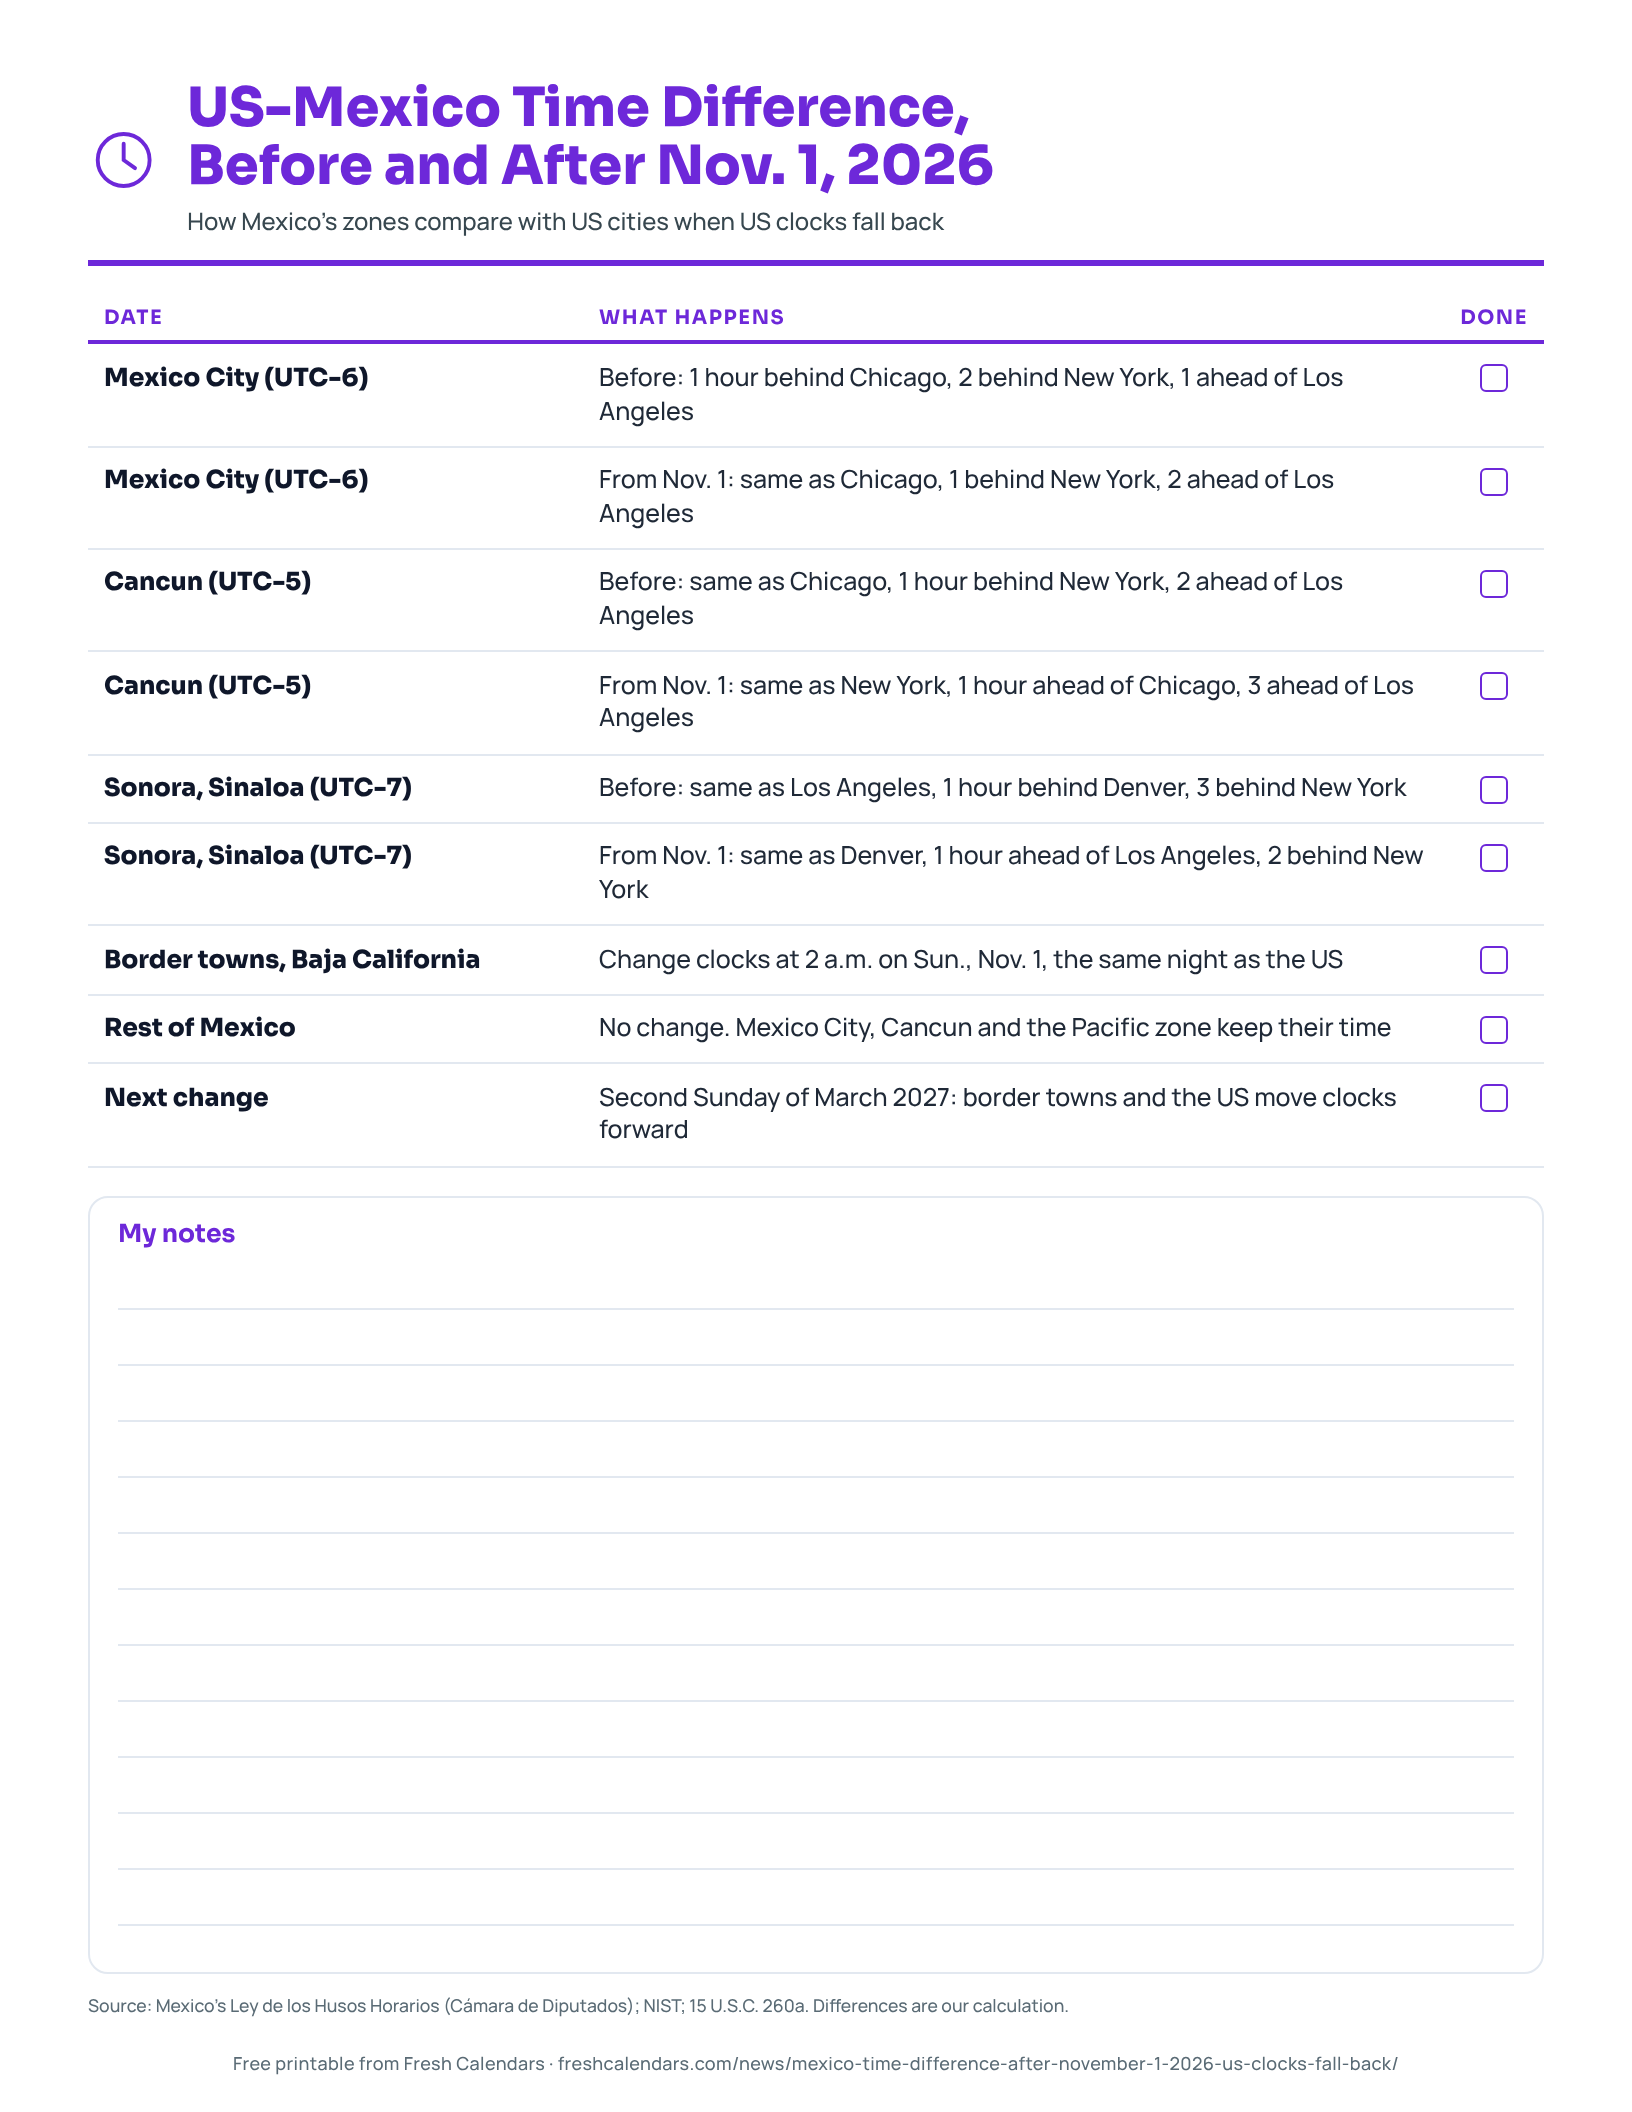 US-Mexico Time Difference,
Before and After Nov. 1, 2026
How Mexico's zones compare with US cities when US clocks fall back
DATE WHAT HAPPENS DONE
Mexico City (UTC-6) Before: 1 hour behind Chicago, 2 behind New York, 1 ahead of Los
Angeles
Mexico City (UTC-6) From Nov. 1: same as Chicago, 1 behind New York, 2 ahead of Los
Angeles
Cancun (UTC-5) Before: same as Chicago, 1 hour behind New York, 2 ahead of Los
Angeles
Cancun (UTC-5) From Nov. 1: same as New York, 1 hour ahead of Chicago, 3 ahead of Los
Angeles
Sonora, Sinaloa (UTC-7) Before: same as Los Angeles, 1 hour behind Denver, 3 behind New York
Sonora, Sinaloa (UTC-7) From Nov. 1: same as Denver, 1 hour ahead of Los Angeles, 2 behind New
York
Border towns, Baja California Change clocks at 2 a.m. on Sun., Nov. 1, the same night as the US
Rest of Mexico No change. Mexico City, Cancun and the Pacific zone keep their time
Next change Second Sunday of March 2027: border towns and the US move clocks
forward
My notes
Source: Mexico's Ley de los Husos Horarios (Cámara de Diputados); NIST; 15 U.S.C. 260a. Differences are our calculation.
Free printable from Fresh Calendars · freshcalendars.com/news/mexico-time-difference-after-november-1-2026-us-clocks-fall-back/